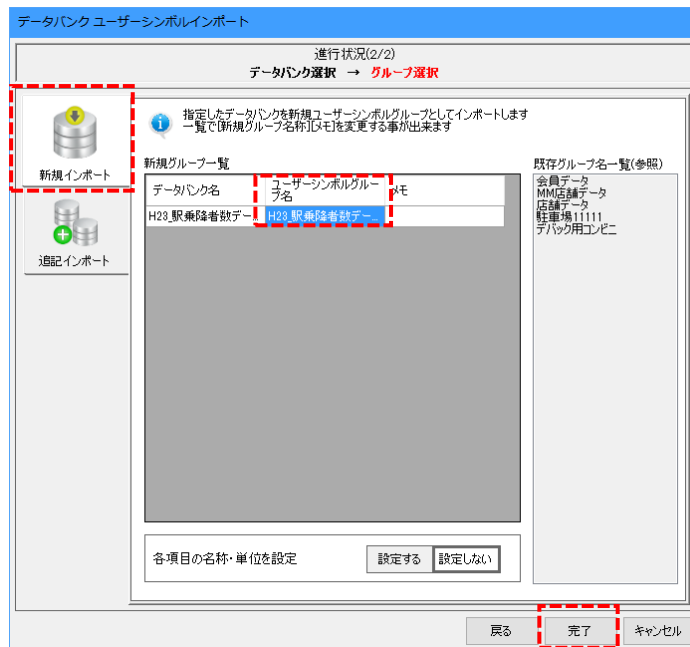 データバンク ユーザーシンボルインポート
進行状況(2/2)
データバンク選択 → グループ選択
新規インポート
追記インポート
指定したデータバンクを新規ユーザーシンボルグループとしてインポートします
一覧で[新規グループ名称][メモ]を変更する事が出来ます
新規グループ一覧
データバンク名
ユーザーシンボルグルー
プ名
メモ
H23_駅乗降者数デー...
H23_駅乗降者数デー...
既存グループ名一覧(参照)
会員データ
MM店舗データ
店舗データ
駐車場11111
デバック用コンビニ
各項目の名称・単位を設定
設定する
設定しない
戻る
完了
キャンセル